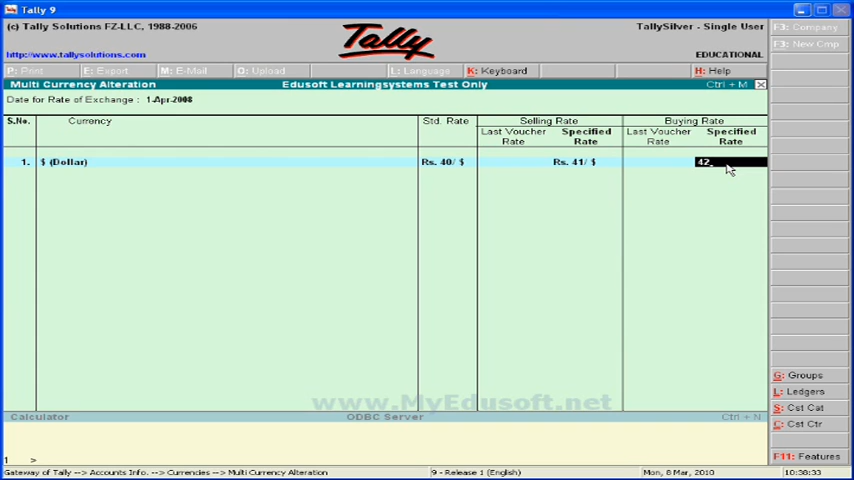 Tally 9
(c) Tally Solutions FZ-LLC, 1988-2006
Tally
TallySilver - Single User
http://www.tallysolutions.com
EDUCATIONAL
F3: Company
F3: New Cmp
P: Print
E: Export
M: E-Mail
O: Upload
L: Language
K: Keyboard
H: Help
Multi Currency Alteration
Edusoft Learningsystems Test Only
Ctrl + M
Date for Rate of Exchange : 1-Apr-2008
S.No.
Currency
Std. Rate
Selling Rate
Buying Rate
Last Voucher Rate
Specified Rate
Last Voucher Rate
Specified Rate
1. $ (Dollar) Rs. 40/ $ Rs. 41/ $ 42_
www.MyEdusoft.net
G: Groups
L: Ledgers
S: Cst Cat
C: Cst Ctr
F11: Features
Calculator
ODBC Server
Ctrl + N
1 >
Gateway of Tally --> Accounts Info. --> Currencies --> Multi Currency Alteration
9 - Release 1 (English)
Mon, 8 Mar, 2010
10:38:33